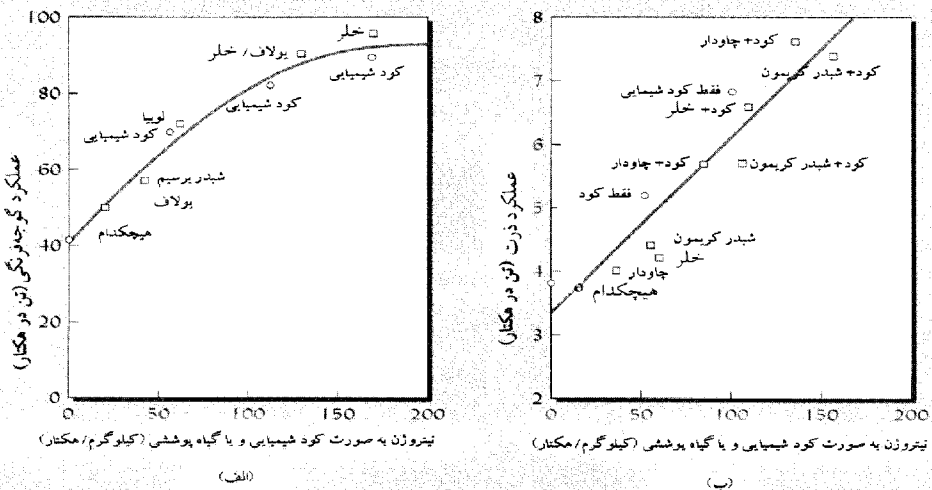 عملکرد گوجه‌فرنگی (تن در هکتار)
100
80
60
40
20
0
خلر
یولاف/ خلر
کود شیمیایی
کود شیمیایی
لوبیا
کود شیمیایی
شبدر برسیم
یولاف
هیچکدام
0 50 100 150 200
نیتروژن به صورت کود شیمیایی و یا گیاه پوششی (کیلوگرم/هکتار)
(الف)
عملکرد ذرت (تن در هکتار)
8
7
6
5
4
3
2
کود+ چاودار
کود+ شبدر کریمون
فقط کود شیمیایی
کود+ خلر
کود+ چاودار
کود+ شبدر کریمون
فقط کود
شبدر کریمون
خلر
چاودار
هیچکدام
0 50 100 150 200
نیتروژن به صورت کود شیمیایی و یا گیاه پوششی (کیلوگرم/هکتار)
(ب)